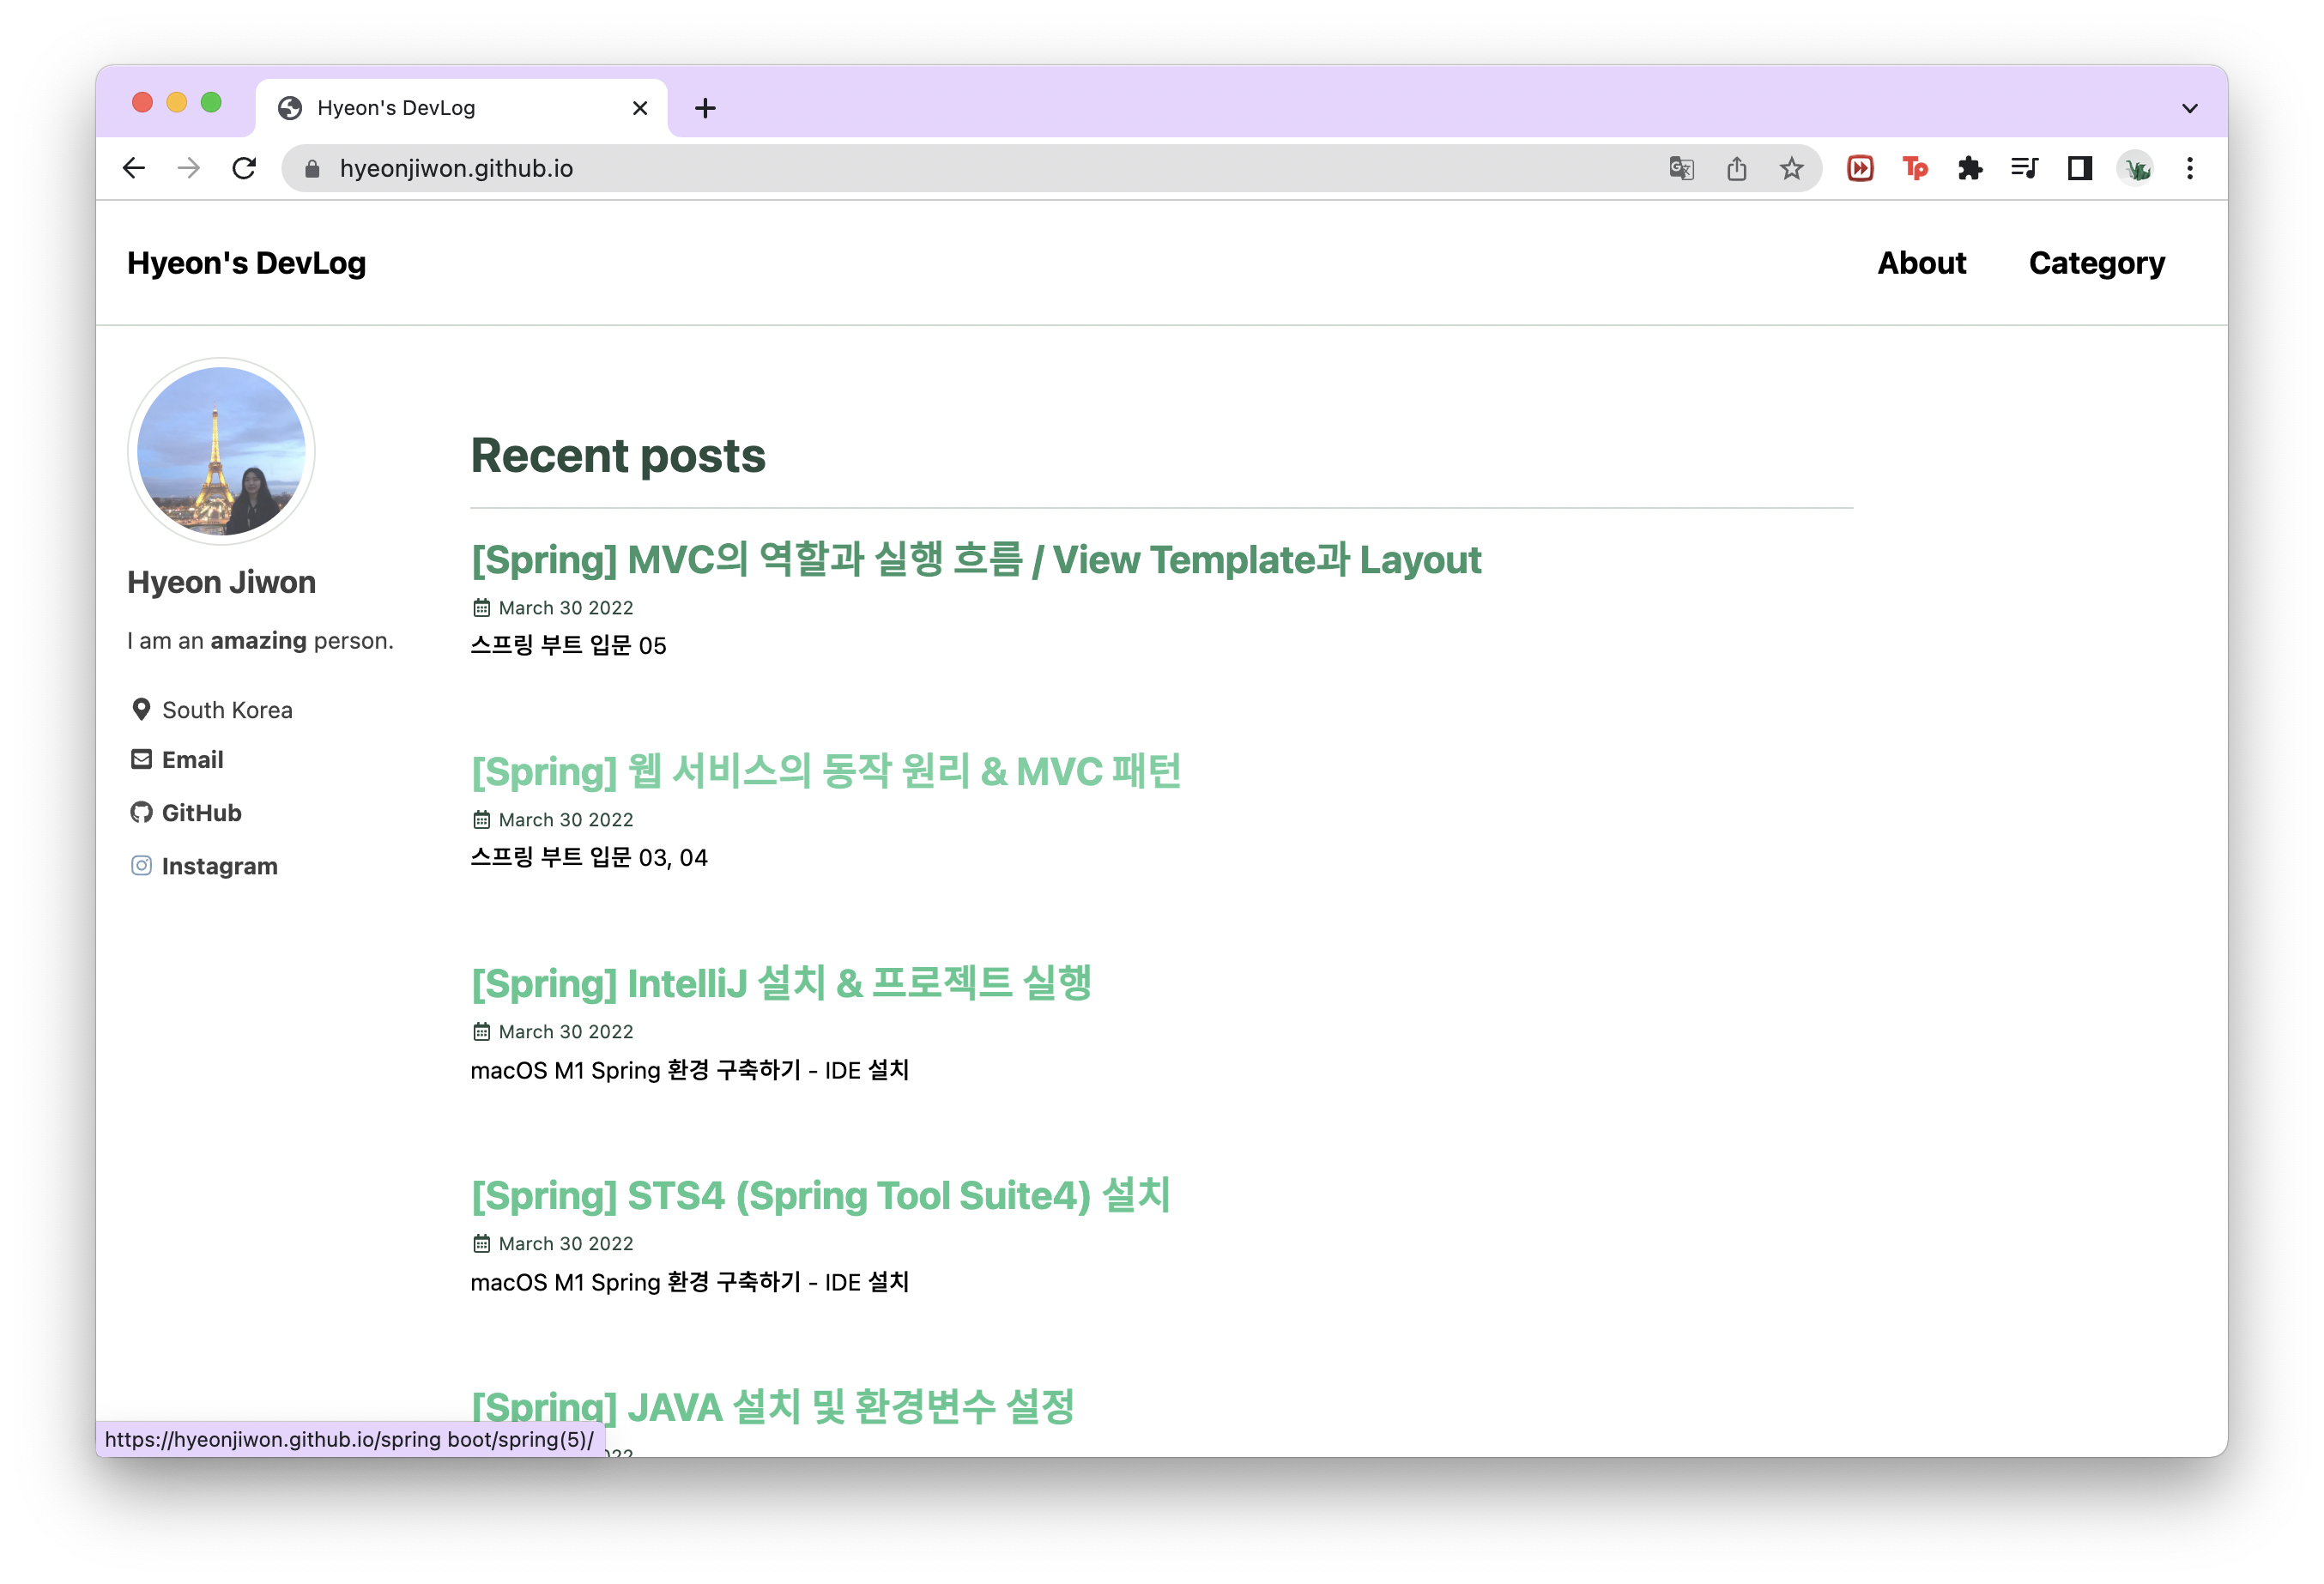 Hyeon's DevLog
hyeonjiwon.github.io
Tp
Hyeon's DevLog
About
Category
Hyeon Jiwon
I am an amazing person.
South Korea
Email
GitHub
Instagram
Recent posts
[Spring] MVC의 역할과 실행 흐름 / View Template과 Layout
March 30 2022
스프링 부트 입문 05
[Spring] 웹 서비스의 동작 원리 & MVC 패턴
March 30 2022
스프링 부트 입문 03, 04
[Spring] IntelliJ 설치 & 프로젝트 실행
March 30 2022
macOS M1 Spring 환경 구축하기 - IDE 설치
[Spring] STS4 (Spring Tool Suite4) 설치
March 30 2022
macOS M1 Spring 환경 구축하기 - IDE 설치
[Spring] JAVA 설치 및 환경변수 설정
https://hyeonjiwon.github.io/spring boot/spring(5)/